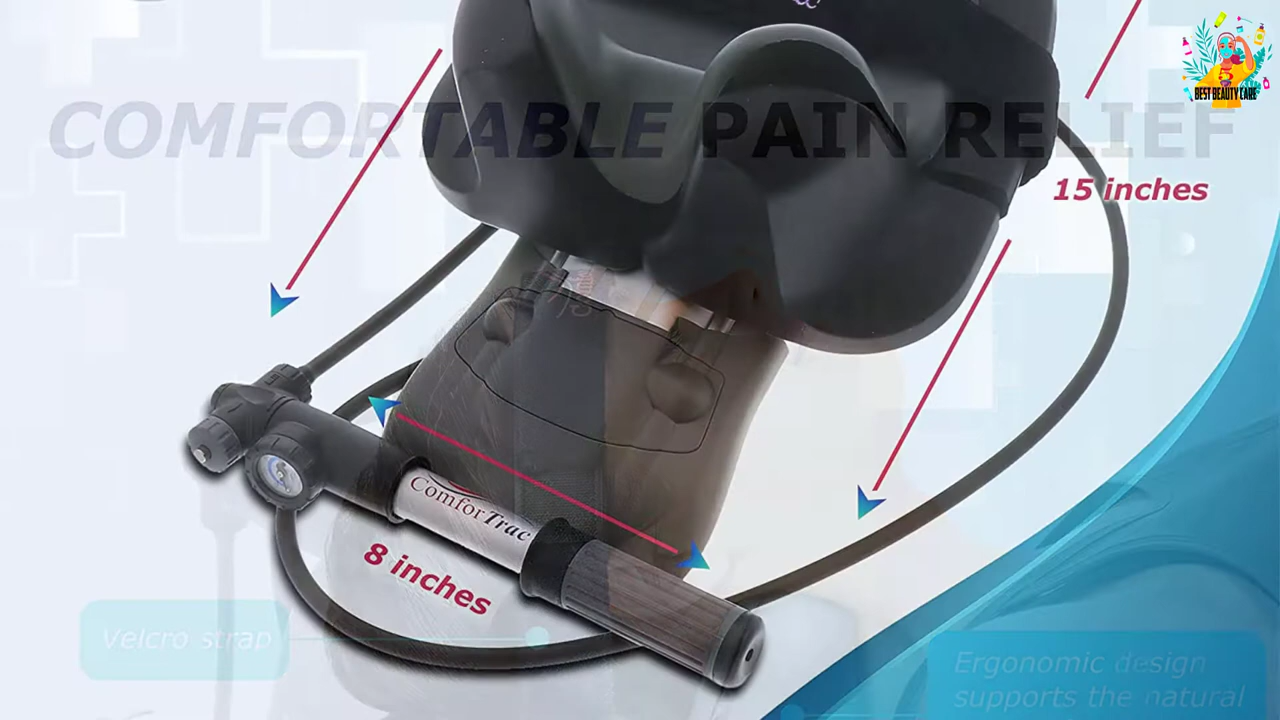 BEST BEAUTY CARE
COMFORTABLE PAIN RELIEF
15 inches
ComforTrac
8 inches
Velcro strap
Ergonomic design
supports the natural